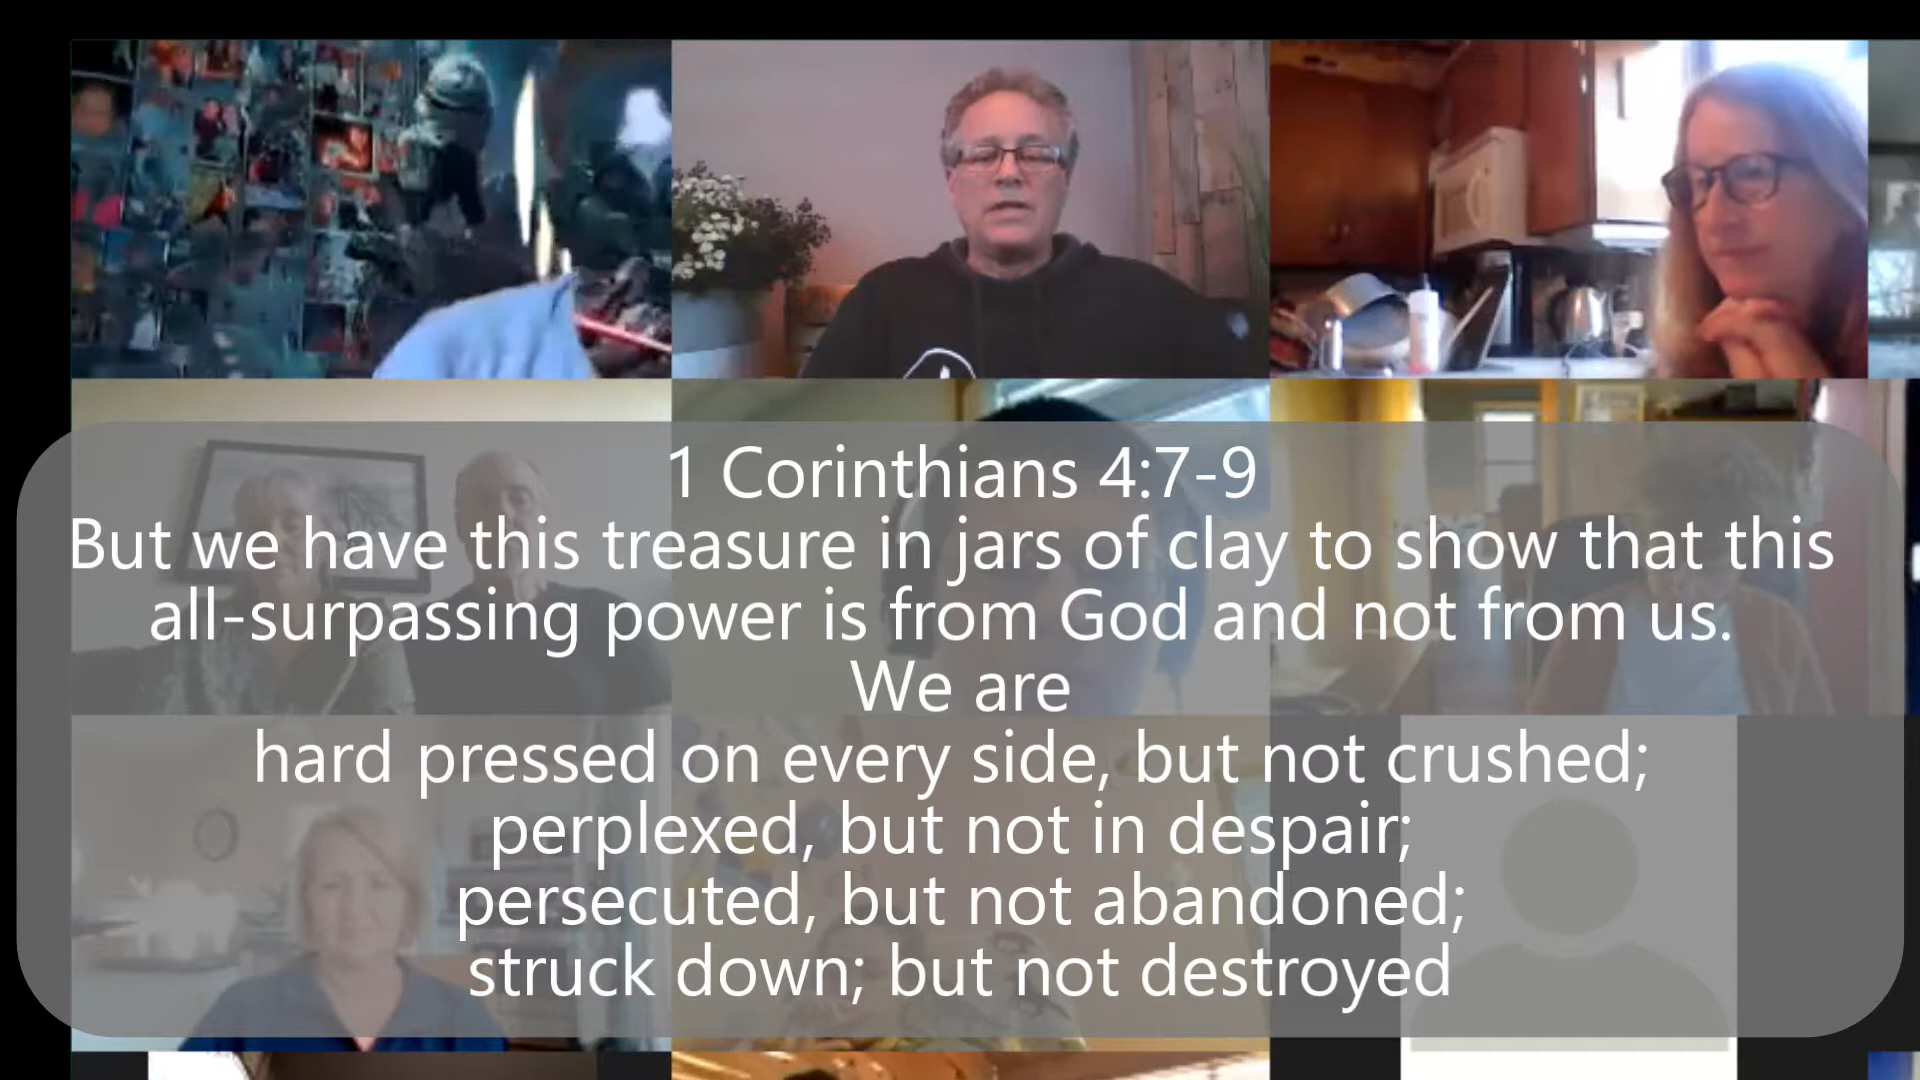 1 Corinthians 4:7-9
But we have this treasure in jars of clay to show that this
all-surpassing power is from God and not from us.
We are
hard pressed on every side, but not crushed;
perplexed, but not in despair;
persecuted, but not abandoned;
struck down; but not destroyed